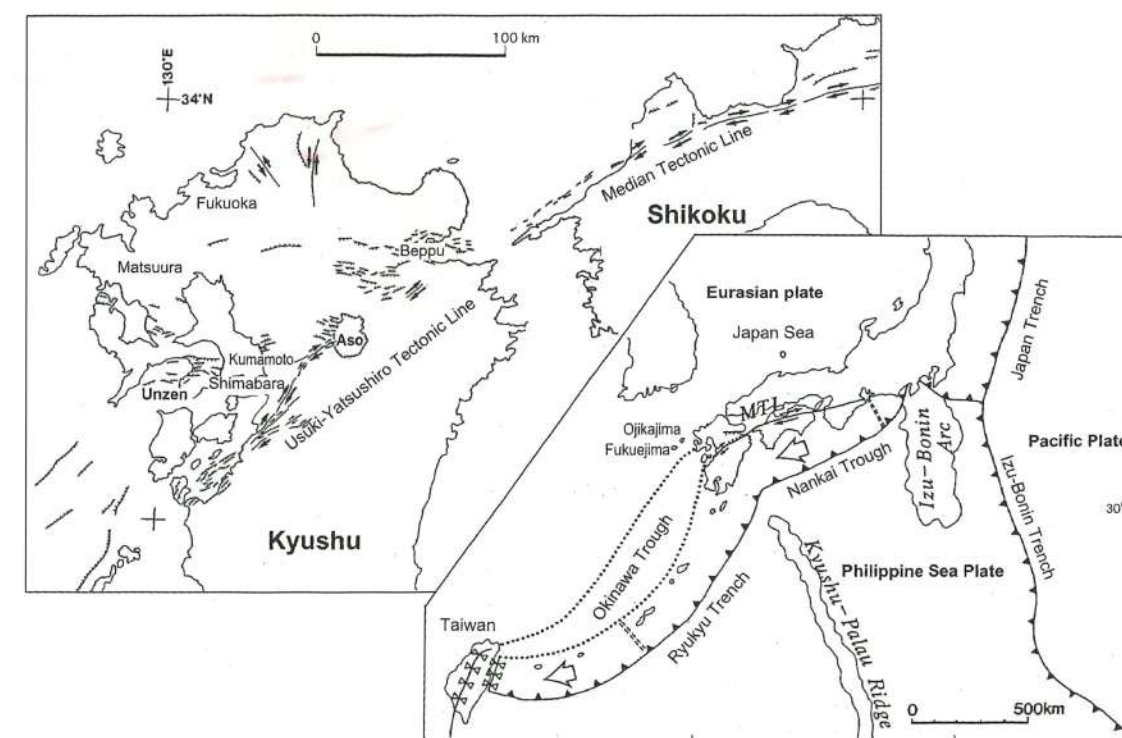 0
100 km
130°E
34°N
Fukuoka
Median Tectonic Line
Shikoku
Beppu
Matsuura
Aso
Kumamoto
Shimabara
Unzen
Usuki-Yatsushiro Tectonic Line
Kyushu
Eurasian plate
Japan Sea
Japan Trench
MTL
Ojikajima
Fukuejima
Izu-Bonin
Arc
Pacific Plate
Nankai Trough
30°
Izu-Bonin Trench
Okinawa Trough
Philippine Sea Plate
Kyushu-Palau Ridge
Ryukyu Trench
Taiwan
0
500km